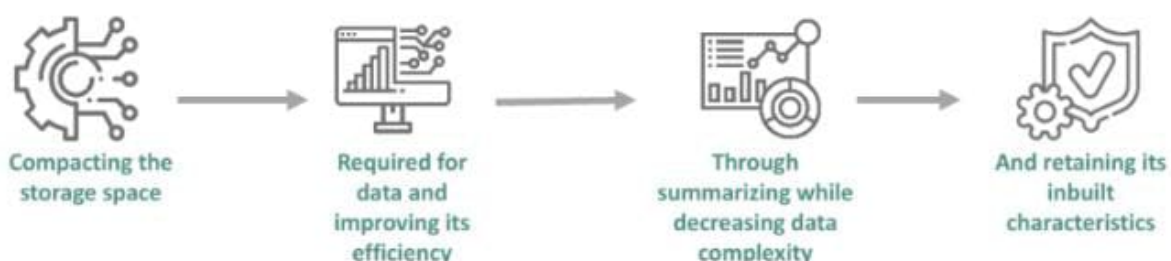 Compacting the
storage space
Required for
data and
improving its
efficiency
Through
summarizing while
decreasing data
complexity
And retaining its
inbuilt
characteristics